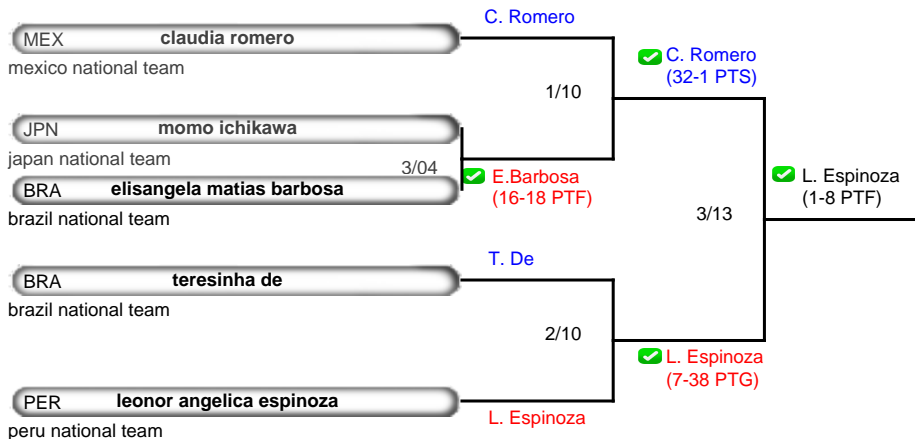 C. Romero
MEX claudia romero
mexico national team
C. Romero
(32-1 PTS)
1/10
JPN momo ichikawa
japan national team
3/04
BRA elisangela matias barbosa
brazil national team
E.Barbosa
(16-18 PTF)
L. Espinoza
(1-8 PTF)
3/13
T. De
BRA teresinha de
brazil national team
2/10
L. Espinoza
(7-38 PTG)
PER leonor angelica espinoza
peru national team
L. Espinoza